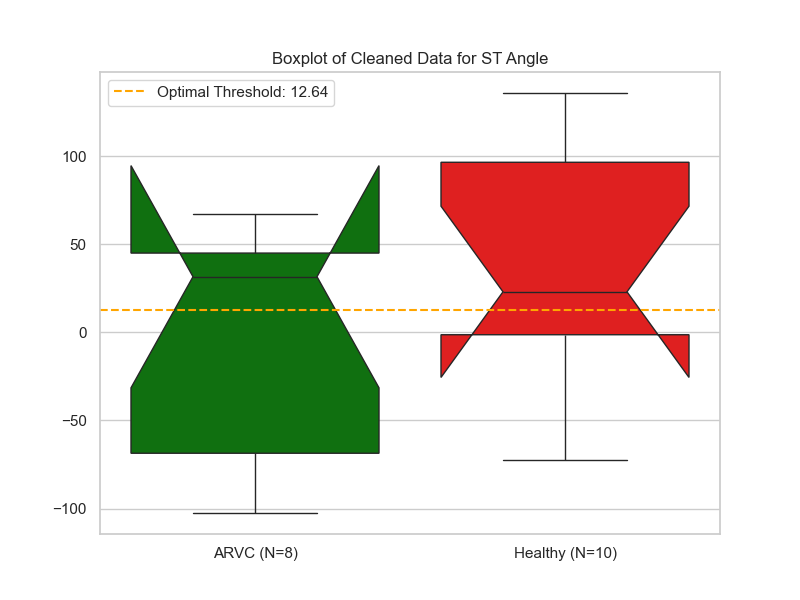 Boxplot of Cleaned Data for ST Angle
Optimal Threshold: 12.64
100
50
0
−50
−100
ARVC (N=8)
Healthy (N=10)